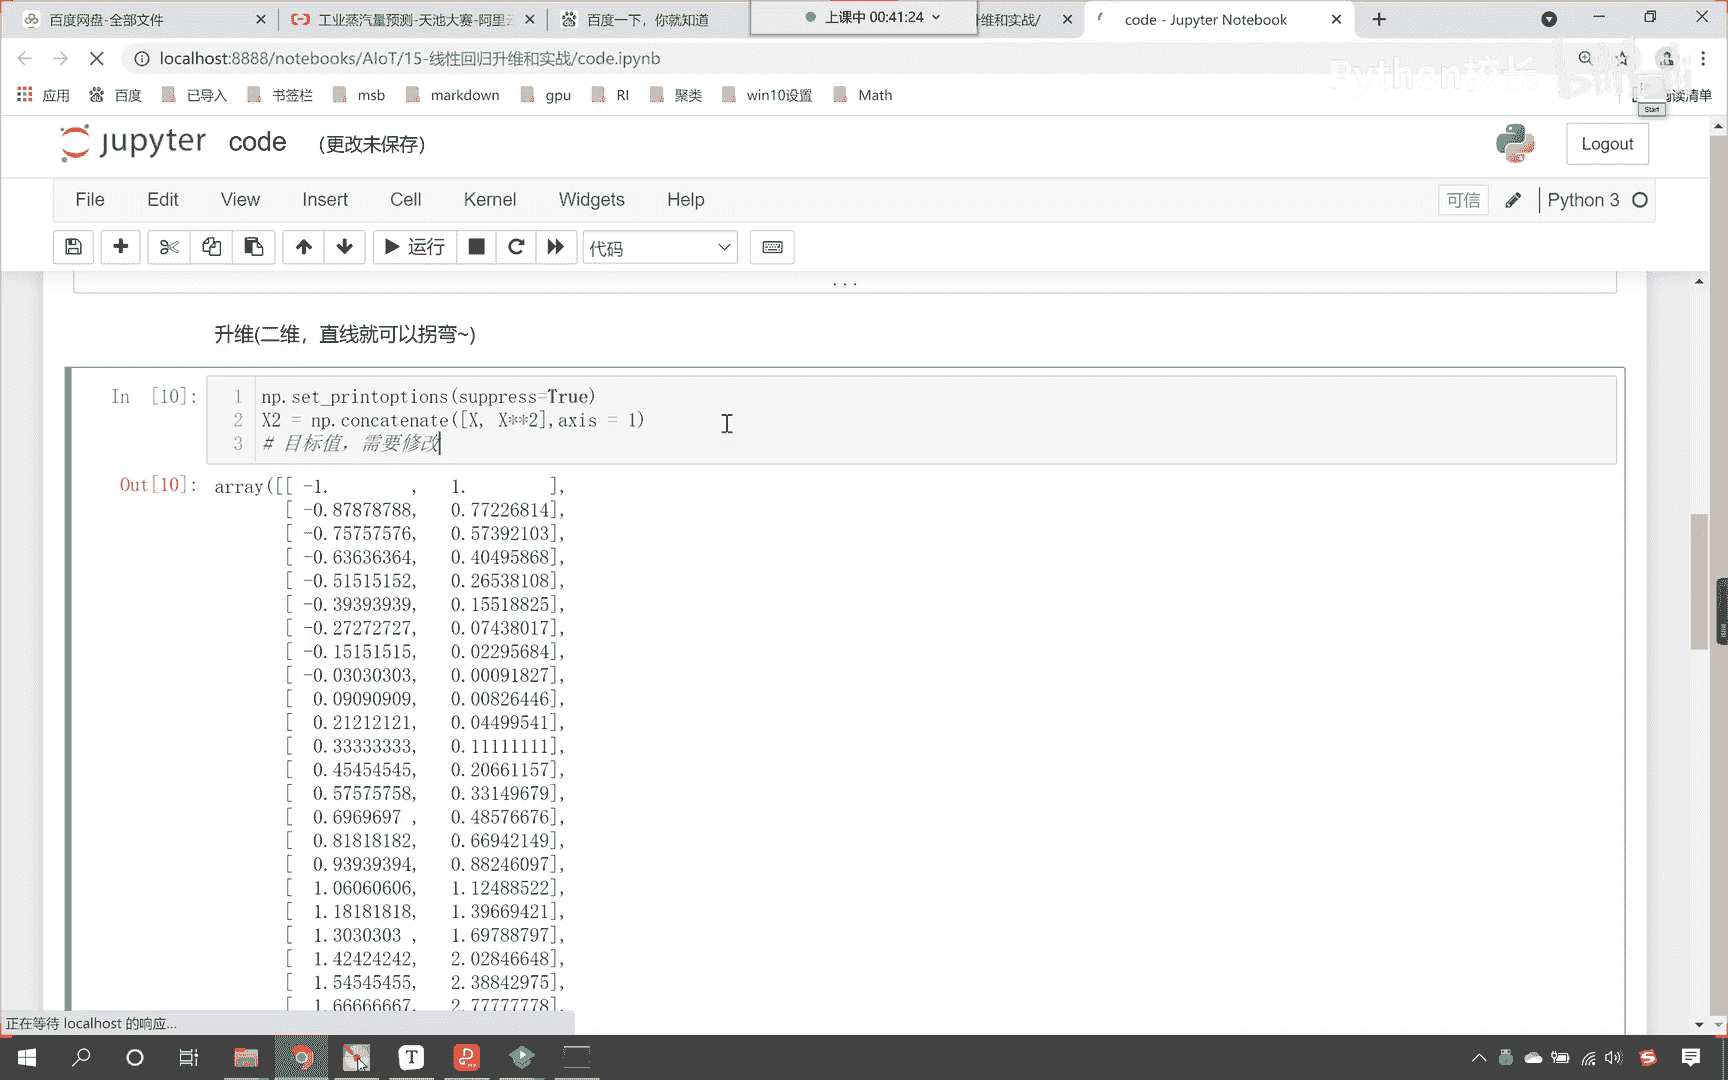 百度网盘-全部文件
工业蒸汽量预测-天池大赛-阿里云
百度一下，你就知道
上课中 00:41:24
升维和实战/
code - Jupyter Notebook
localhost:8888/notebooks/AIoT/15-线性回归升维和实战/code.ipynb
Python校长
应用
百度
已导入
书签栏
msb
markdown
gpu
RI
聚类
win10设置
Math
阅读清单
Start
jupyter code (更改未保存)
Logout
File Edit View Insert Cell Kernel Widgets Help
可信
Python 3
运行
代码
...
升维(二维，直线就可以拐弯~)
In [10]:
1 np.set_printoptions(suppress=True)
2 X2 = np.concatenate([X, X**2],axis = 1)
3 # 目标值，需要修改
Out[10]: array([[ -1. , 1. ],
[ -0.87878788, 0.77226814],
[ -0.75757576, 0.57392103],
[ -0.63636364, 0.40495868],
[ -0.51515152, 0.26538108],
[ -0.39393939, 0.15518825],
[ -0.27272727, 0.07438017],
[ -0.15151515, 0.02295684],
[ -0.03030303, 0.00091827],
[ 0.09090909, 0.00826446],
[ 0.21212121, 0.04499541],
[ 0.33333333, 0.11111111],
[ 0.45454545, 0.20661157],
[ 0.57575758, 0.33149679],
[ 0.6969697 , 0.48576676],
[ 0.81818182, 0.66942149],
[ 0.93939394, 0.88246097],
[ 1.06060606, 1.12488522],
[ 1.18181818, 1.39669421],
[ 1.3030303 , 1.69788797],
[ 1.42424242, 2.02846648],
[ 1.54545455, 2.38842975],
[ 1.66666667, 2.77777778],
正在等待 localhost 的响应...